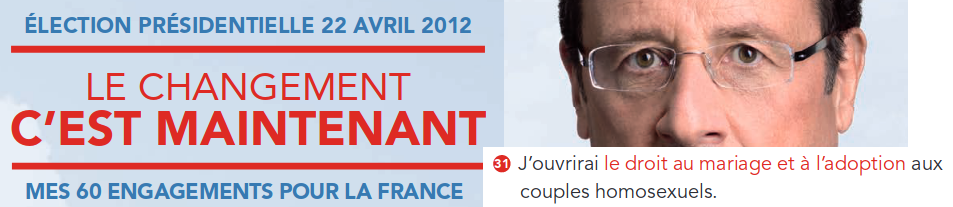 ÉLECTION PRÉSIDENTIELLE 22 AVRIL 2012
LE CHANGEMENT
C'EST MAINTENANT
MES 60 ENGAGEMENTS POUR LA FRANCE
31 J'ouvrirai le droit au mariage et à l'adoption aux
couples homosexuels.